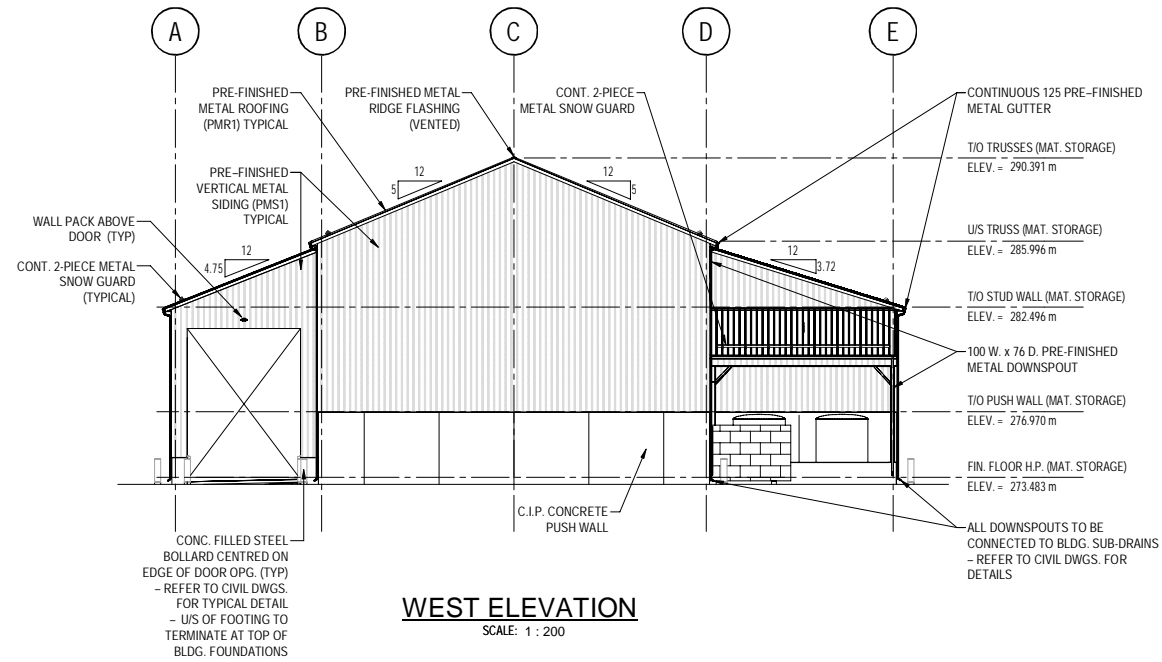 A
B
C
D
E
PRE-FINISHED
METAL ROOFING
(PMR1) TYPICAL
PRE-FINISHED METAL
RIDGE FLASHING
(VENTED)
CONT. 2-PIECE
METAL SNOW GUARD
CONTINUOUS 125 PRE-FINISHED
METAL GUTTER
T/O TRUSSES (MAT. STORAGE)
ELEV. = 290.391 m
PRE-FINISHED
VERTICAL METAL
SIDING (PMS1)
TYPICAL
12
5
12
5
WALL PACK ABOVE
DOOR (TYP)
U/S TRUSS (MAT. STORAGE)
ELEV. = 285.996 m
CONT. 2-PIECE METAL
SNOW GUARD
(TYPICAL)
12
4.75
12
3.72
T/O STUD WALL (MAT. STORAGE)
ELEV. = 282.496 m
100 W. x 76 D. PRE-FINISHED
METAL DOWNSPOUT
T/O PUSH WALL (MAT. STORAGE)
ELEV. = 276.970 m
FIN. FLOOR H.P. (MAT. STORAGE)
ELEV. = 273.483 m
C.I.P. CONCRETE
PUSH WALL
ALL DOWNSPOUTS TO BE
CONNECTED TO BLDG. SUB-DRAINS
- REFER TO CIVIL DWGS. FOR
DETAILS
CONC. FILLED STEEL
BOLLARD CENTRED ON
EDGE OF DOOR OPG. (TYP)
- REFER TO CIVIL DWGS.
FOR TYPICAL DETAIL
- U/S OF FOOTING TO
TERMINATE AT TOP OF
BLDG. FOUNDATIONS
WEST ELEVATION
SCALE: 1 : 200